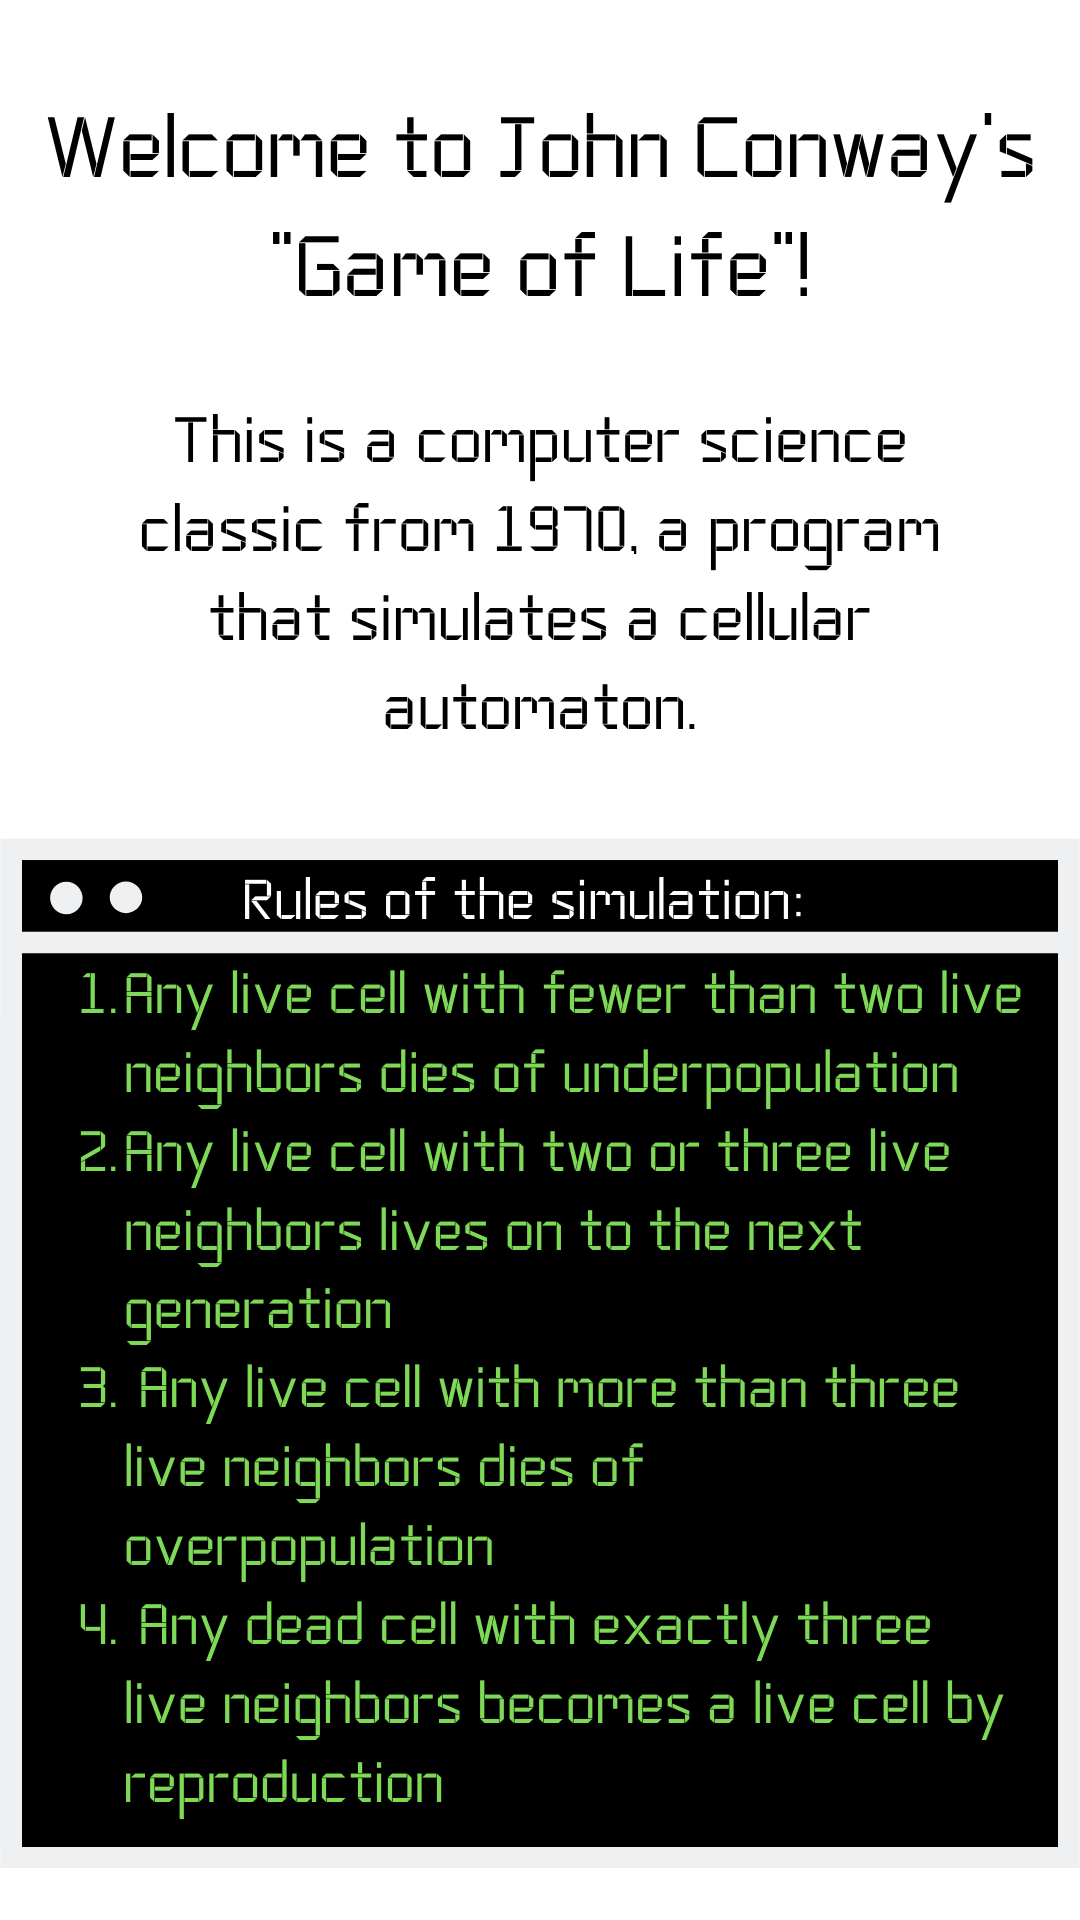 Welcome to John Conway's
"Game of Life"!
This is a computer science
classic from 1970, a program
that simulates a cellular
automaton.
Rules of the simulation:
1. Any live cell with fewer than two live
neighbors dies of underpopulation
2. Any live cell with two or three live
neighbors lives on to the next
generation
3. Any live cell with more than three
live neighbors dies of
overpopulation
4. Any dead cell with exactly three
live neighbors becomes a live cell by
reproduction